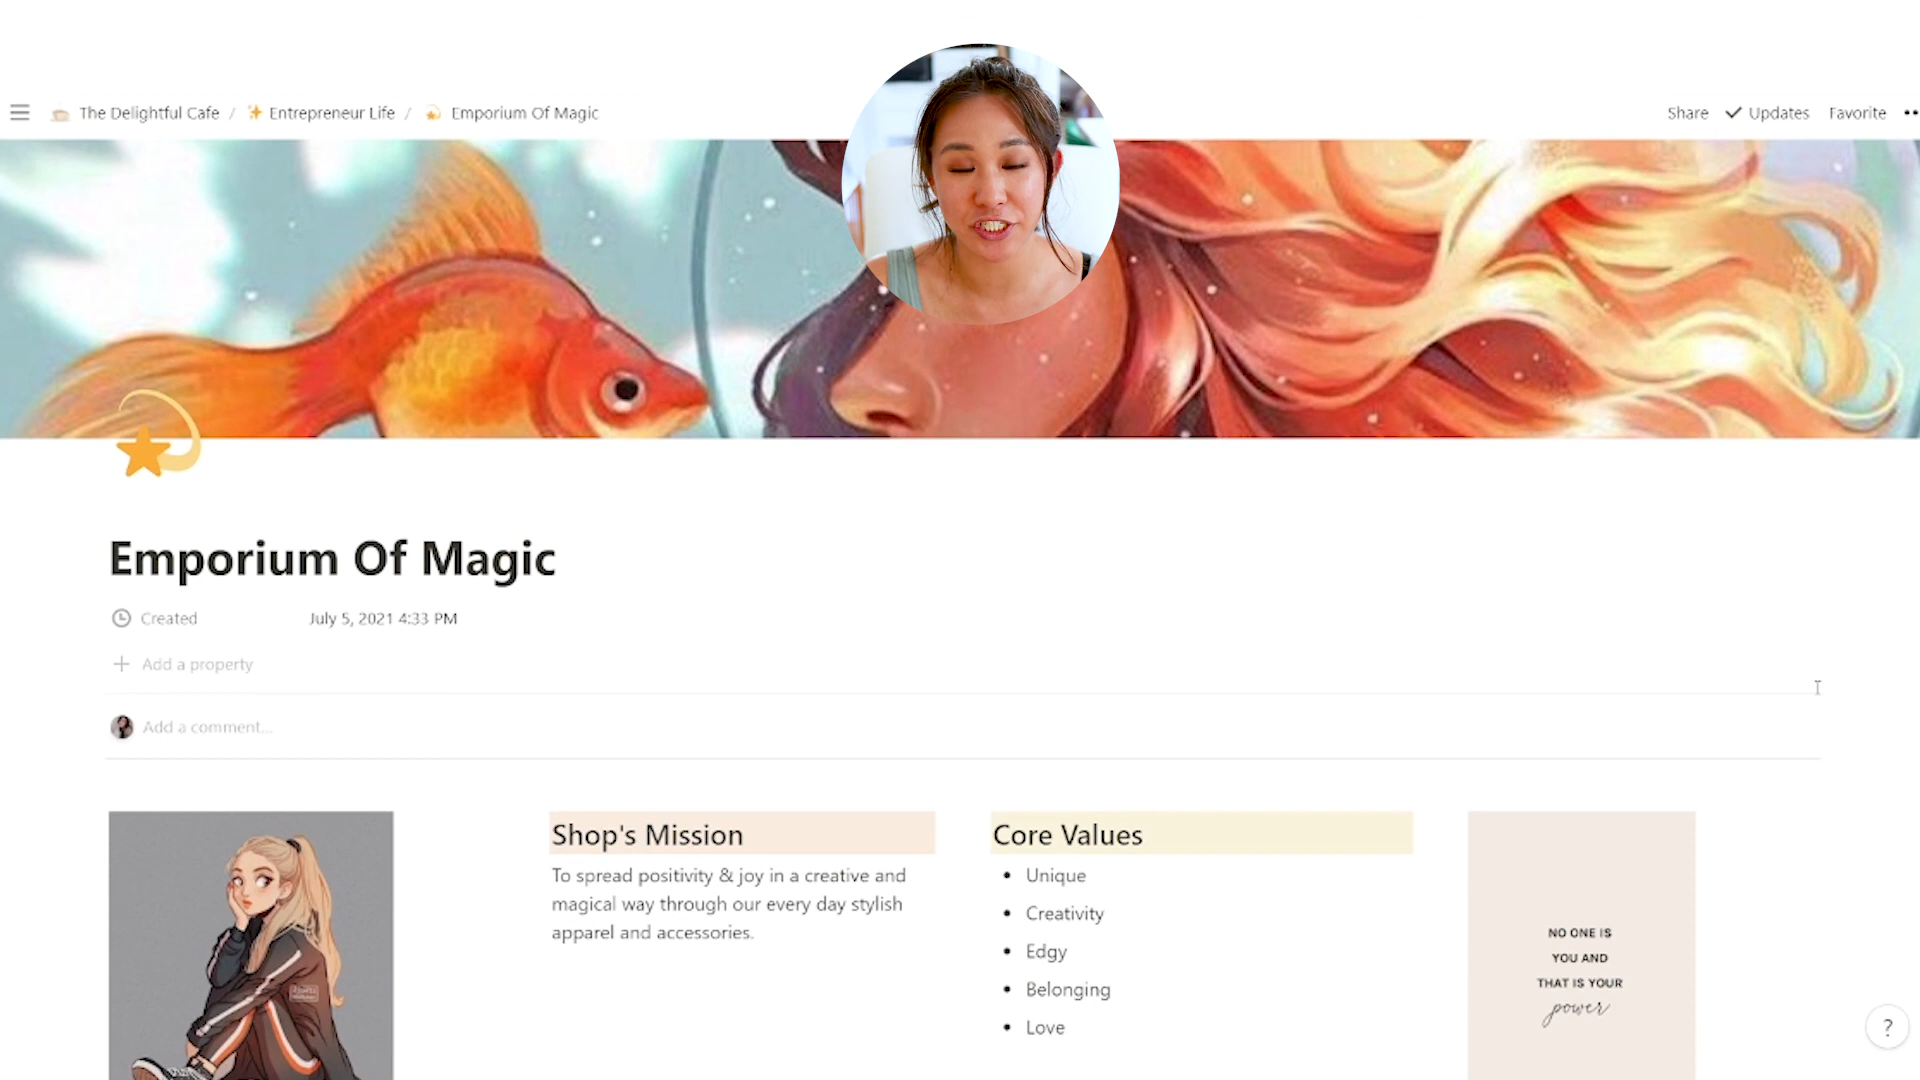 The Delightful Cafe / Entrepreneur Life / Emporium Of Magic
Share Updates Favorite
Emporium Of Magic
Created July 5, 2021 4:33 PM
Add a property
Add a comment...
Shop's Mission
To spread positivity & joy in a creative and
magical way through our every day stylish
apparel and accessories.
Core Values
• Unique
• Creativity
• Edgy
• Belonging
• Love
NO ONE IS
YOU AND
THAT IS YOUR
power
?